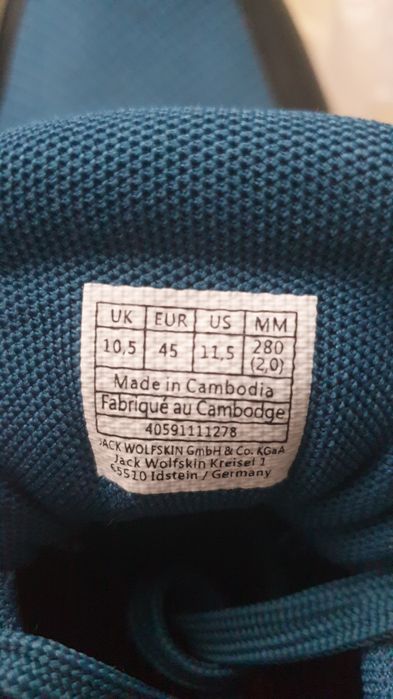 UK EUR US MM
10,5 45 11,5 280 (2,0)
Made in Cambodia
Fabriqué au Cambodge
40591111278
JACK WOLFSKIN GmbH & Co. KGaA
Jack Wolfskin Kreisel 1
65510 Idstein / Germany